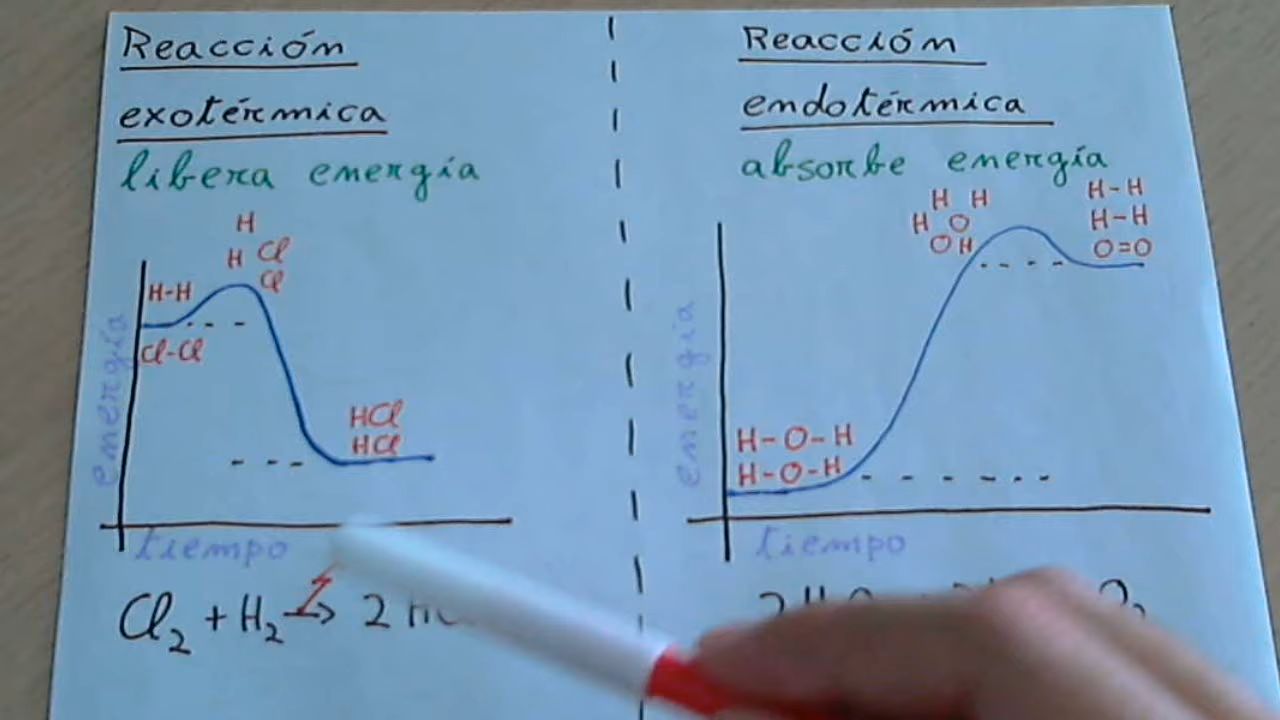 Reacción
exotérmica
libera energía
H
H Cl
Cl
H-H
Cl-Cl
HCl
HCl
energía
tiempo
Cl₂ + H₂ → 2
Reacción
endotérmica
absorbe energía
H H
H O
O H
H-H
H-H
O=O
H-O-H
H-O-H
energía
tiempo